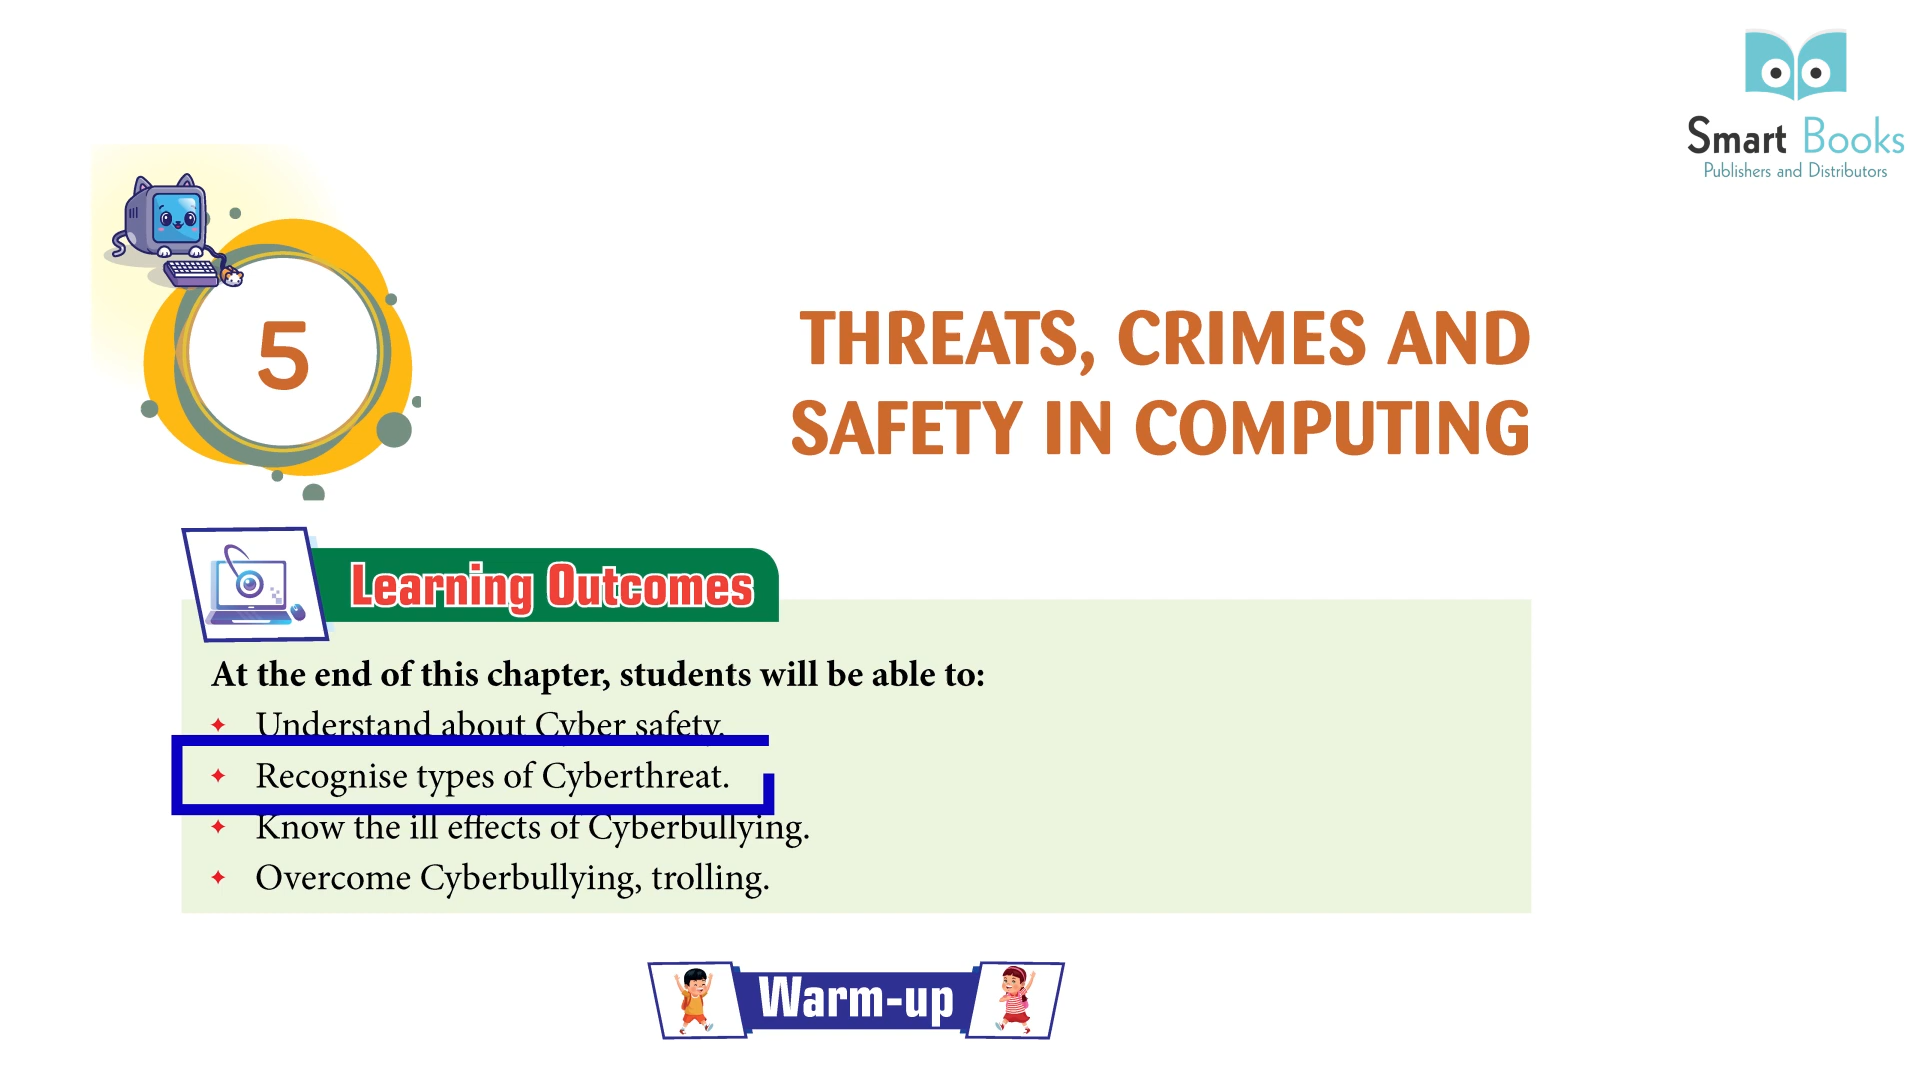 Smart Books
Publishers and Distributors
5
THREATS, CRIMES AND
SAFETY IN COMPUTING
Learning Outcomes
At the end of this chapter, students will be able to:
Understand about Cyber safety.
Recognise types of Cyberthreat.
Know the ill effects of Cyberbullying.
Overcome Cyberbullying, trolling.
Warm-up